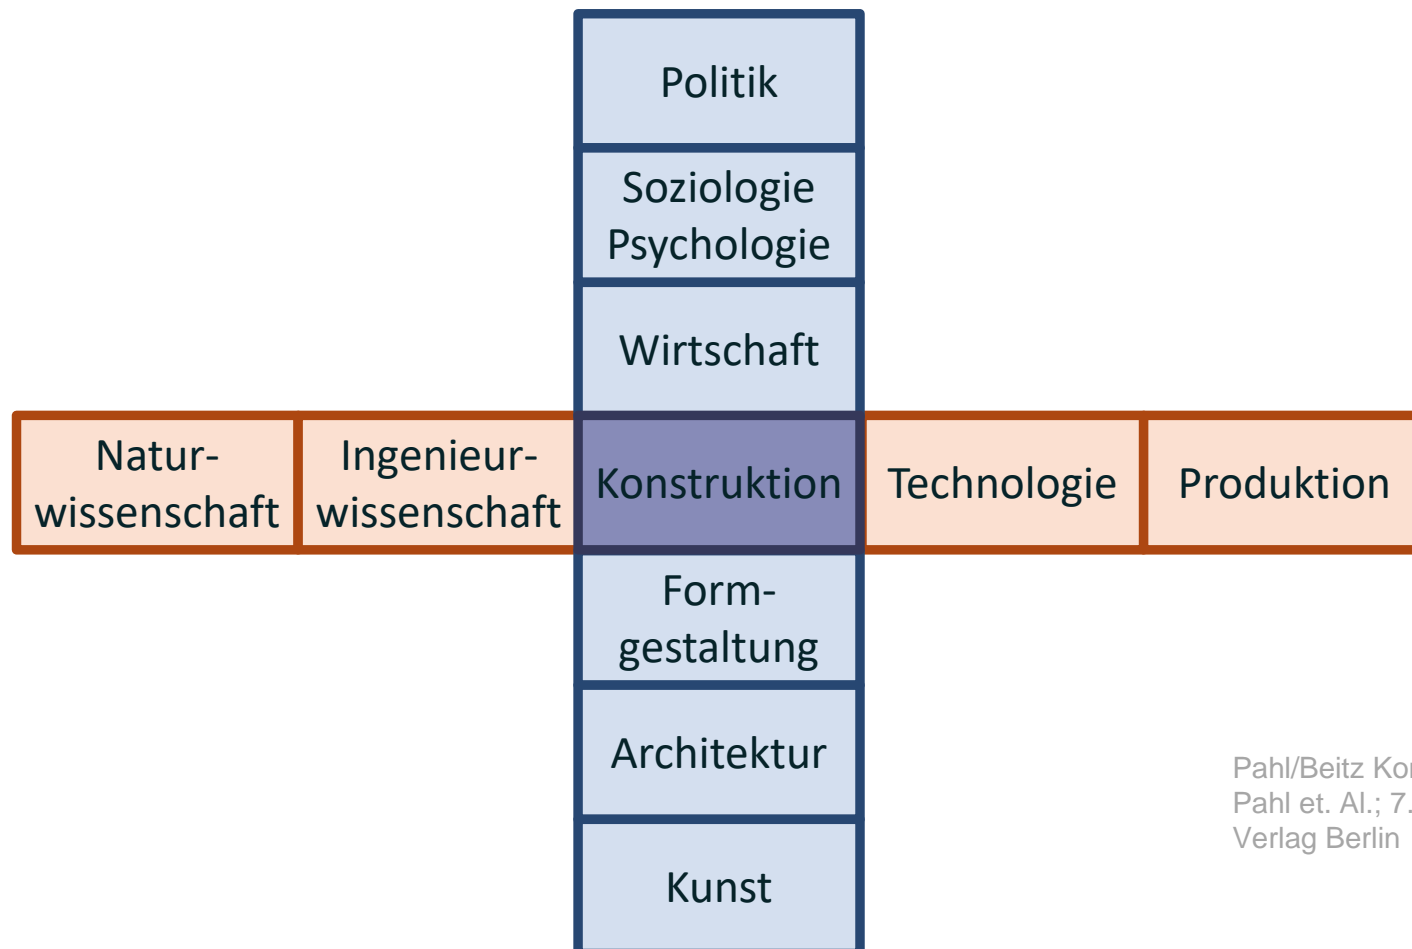 Politik
Soziologie
Psychologie
Wirtschaft
Natur-
wissenschaft
Ingenieur-
wissenschaft
Konstruktion
Technologie
Produktion
Form-
gestaltung
Architektur
Kunst
Pahl/Beitz
Pahl et. Al.; 7.
Verlag Berlin